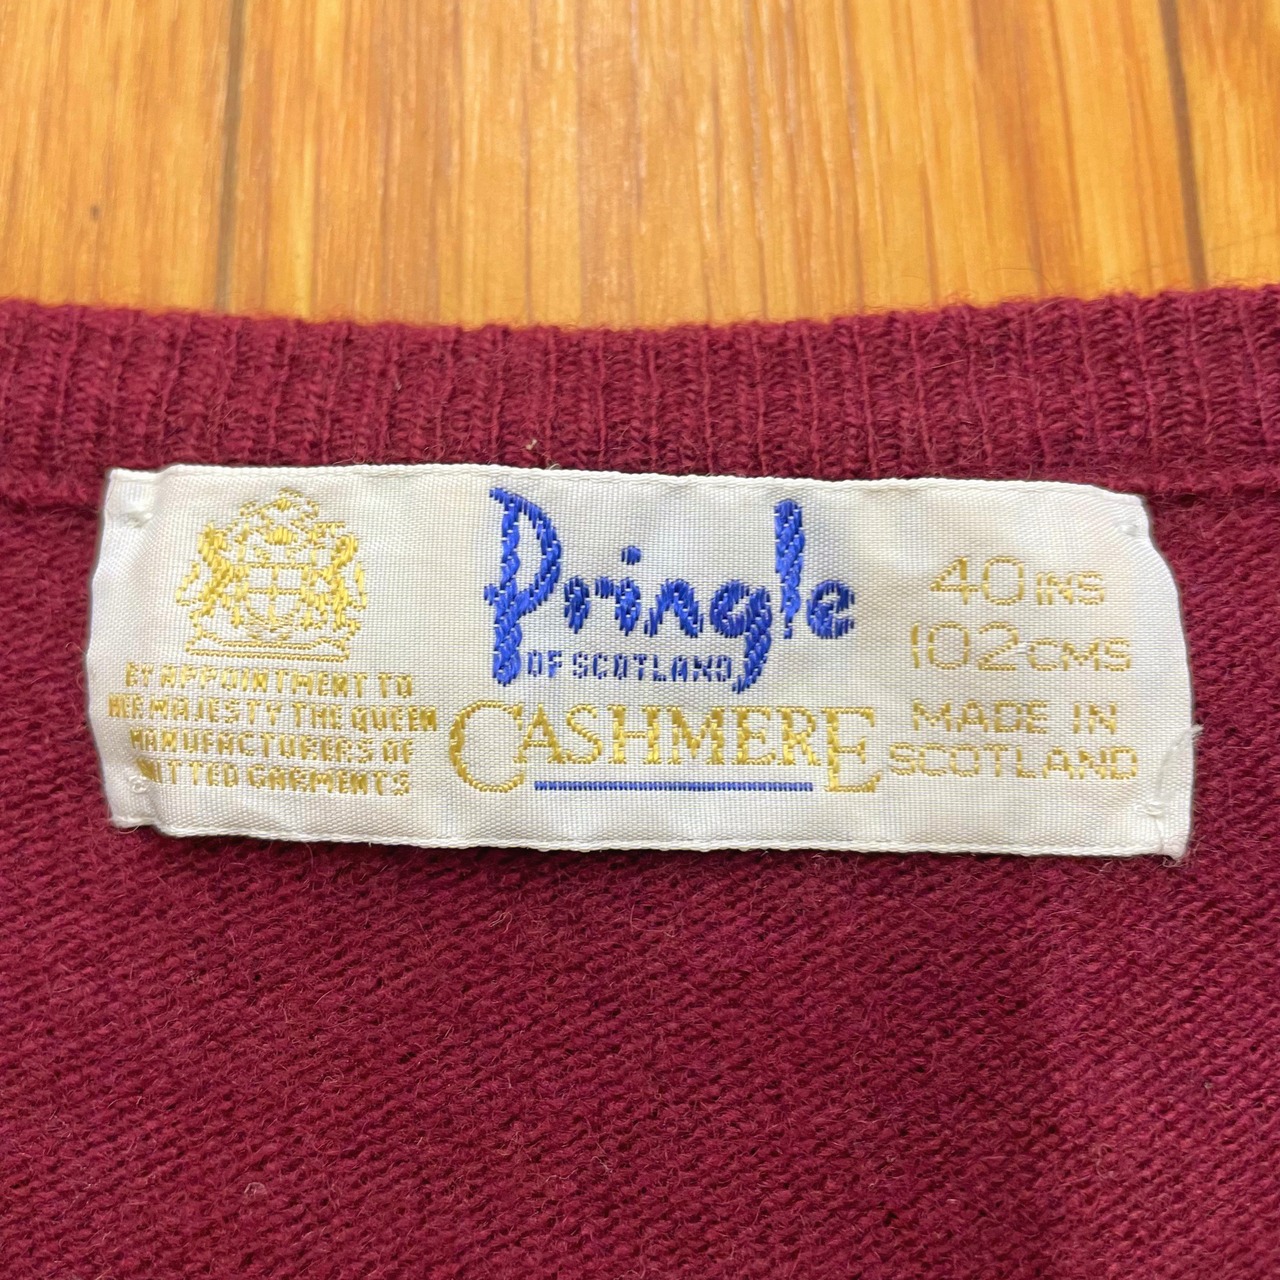 BY APPOINTMENT TO
HER MAJESTY THE QUEEN
MANUFACTURERS OF
KNITTED GARMENTS
Pringle
OF SCOTLAND
CASHMERE
40 INS
102 CMS
MADE IN
SCOTLAND